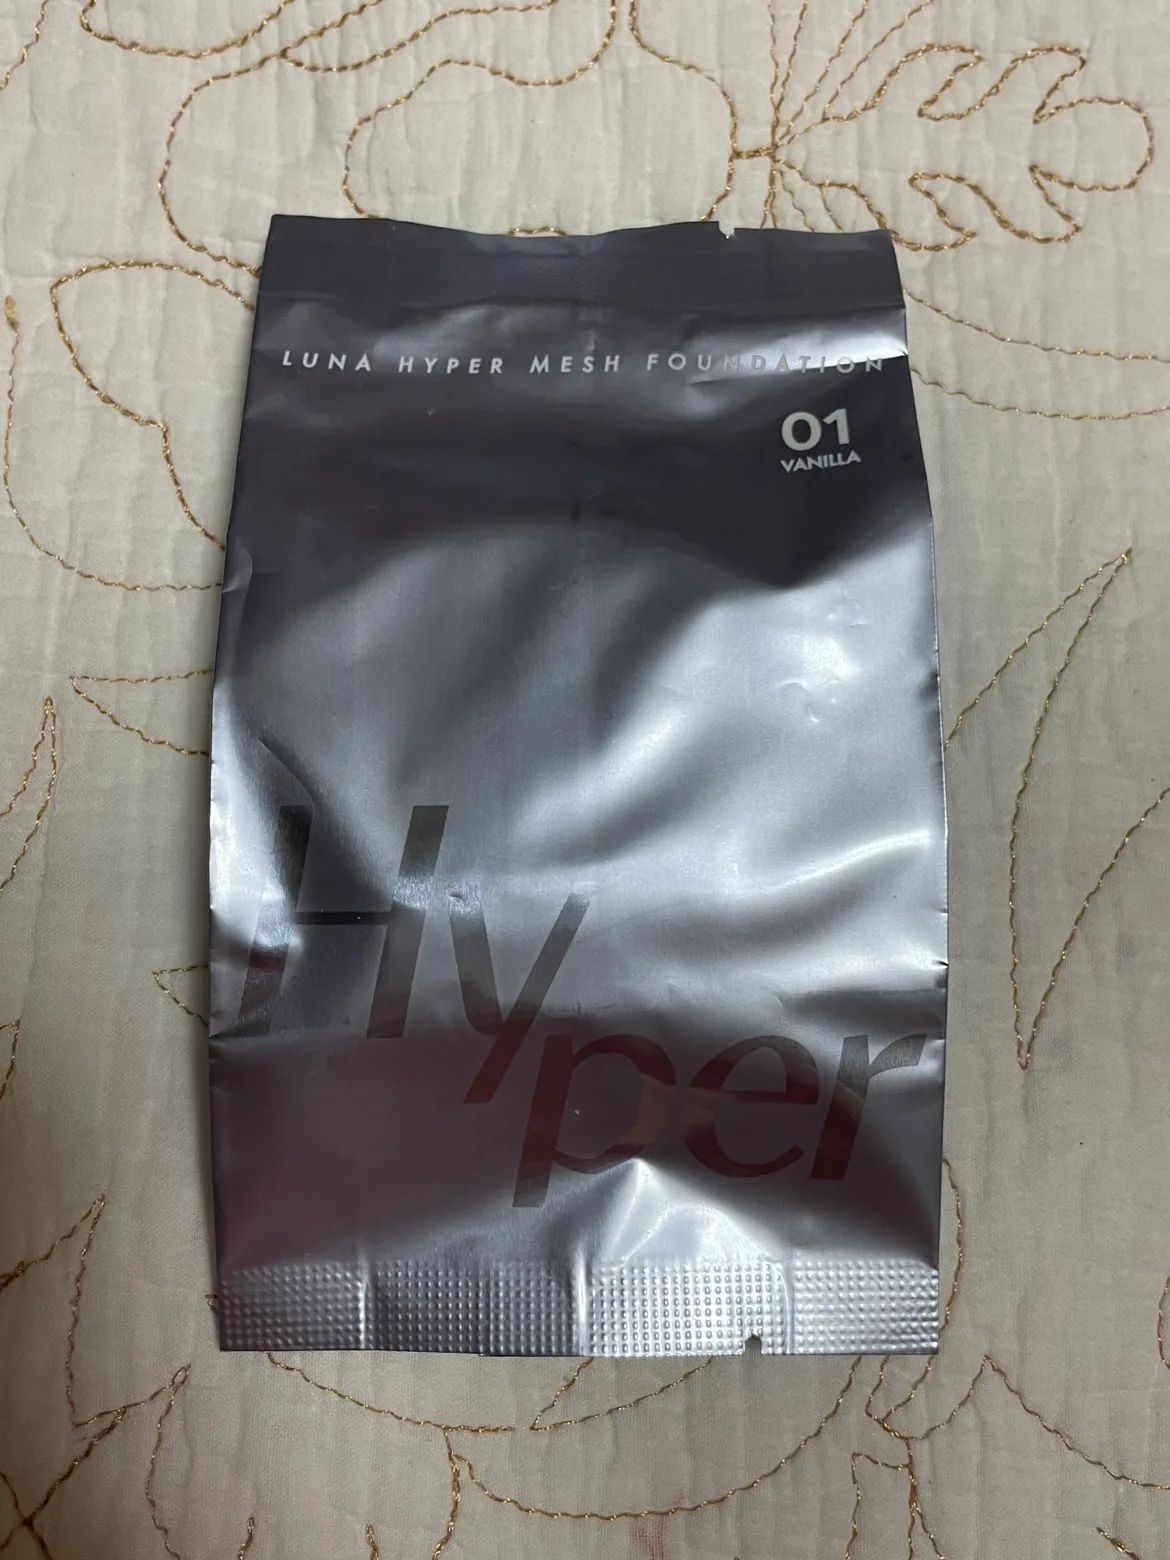 LUNA HYPER MESH FOUNDATION
01
VANILLA
Hyper